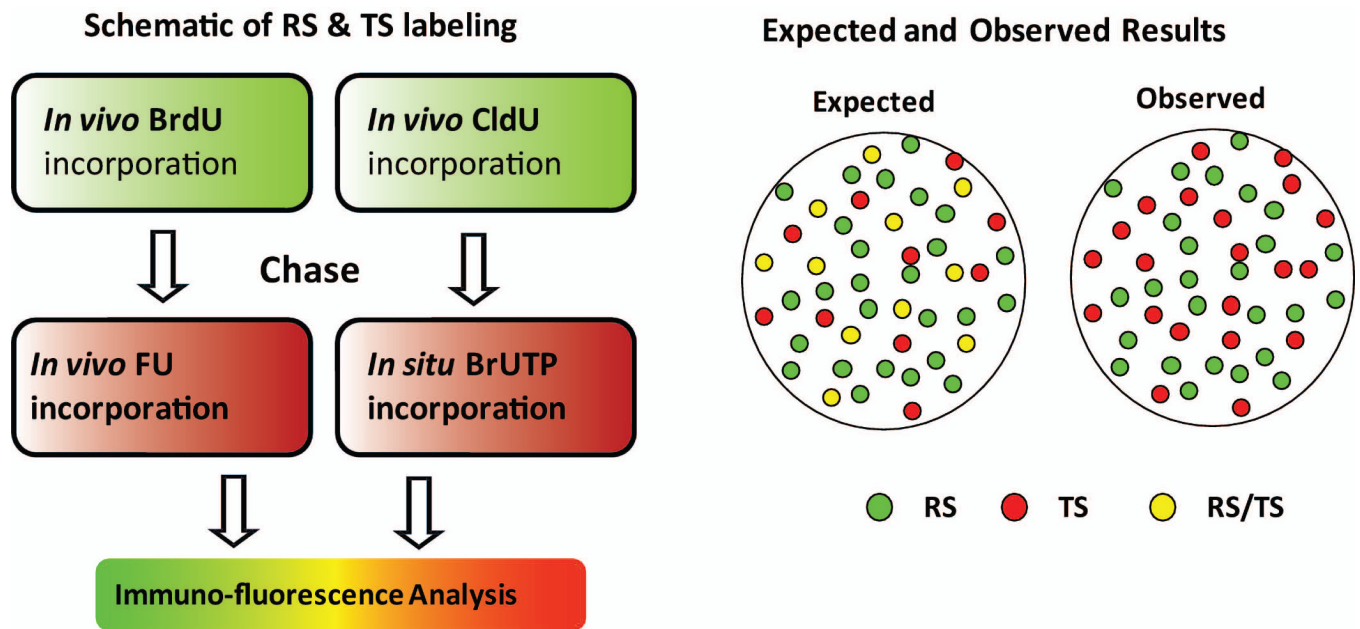 Schematic of RS & TS labeling
In vivo BrdU
incorporation
In vivo CldU
incorporation
Chase
In vivo FU
incorporation
In situ BrUTP
incorporation
Immuno-fluorescence Analysis
Expected and Observed Results
Expected
Observed
RS
TS
RS/TS